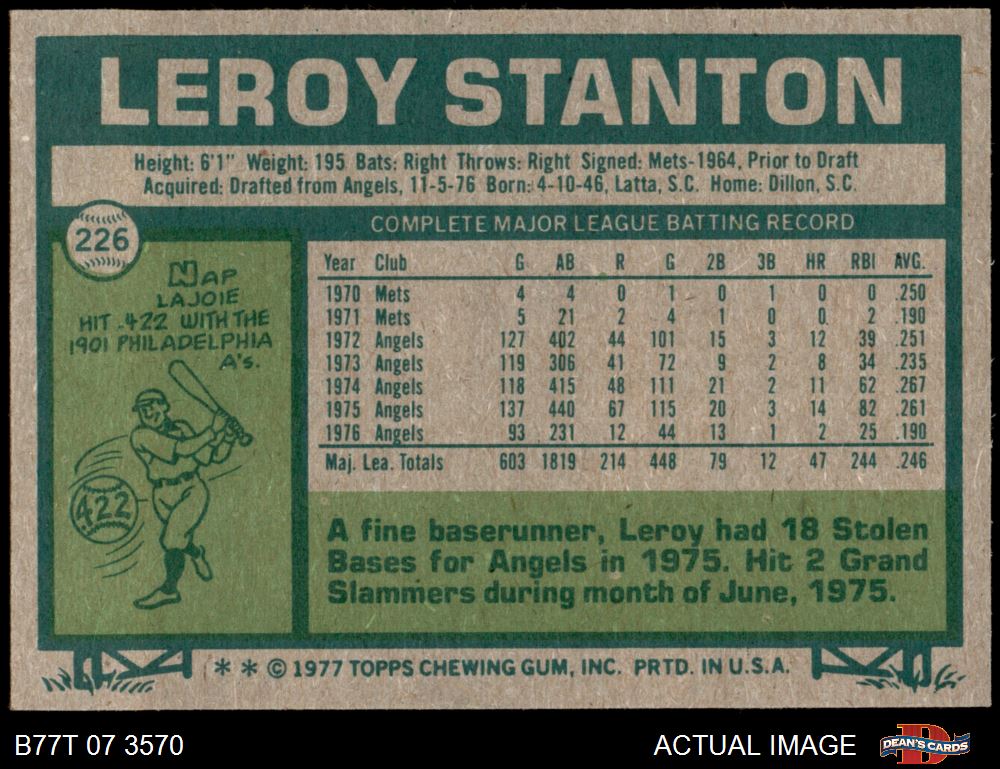 LEROY STANTON
Height: 6'1" Weight: 195 Bats: Right Throws: Right Signed: Mets-1964, Prior to Draft
Acquired: Drafted from Angels, 11-5-76 Born: 4-10-46, Latta, S.C. Home: Dillon, S.C.
226
NAP
LAJOIE
HIT .422 WITH THE
1901 PHILADELPHIA
A's.
.422
COMPLETE MAJOR LEAGUE BATTING RECORD
Year Club G AB R G 2B 3B HR RBI AVG.
1970 Mets 4 4 0 1 0 1 0 0 .250
1971 Mets 5 21 2 4 1 0 0 2 .190
1972 Angels 127 402 44 101 15 3 12 39 .251
1973 Angels 119 306 41 72 9 2 8 34 .235
1974 Angels 118 415 48 111 21 2 11 62 .267
1975 Angels 137 440 67 115 20 3 14 82 .261
1976 Angels 93 231 12 44 13 1 2 25 .190
Maj. Lea. Totals 603 1819 214 448 79 12 47 244 .246
A fine baserunner, Leroy had 18 Stolen
Bases for Angels in 1975. Hit 2 Grand
Slammers during month of June, 1975.
* * © 1977 TOPPS CHEWING GUM, INC. PRTD. IN U.S.A.
B77T 07 3570
ACTUAL IMAGE
DEAN'S CARDS